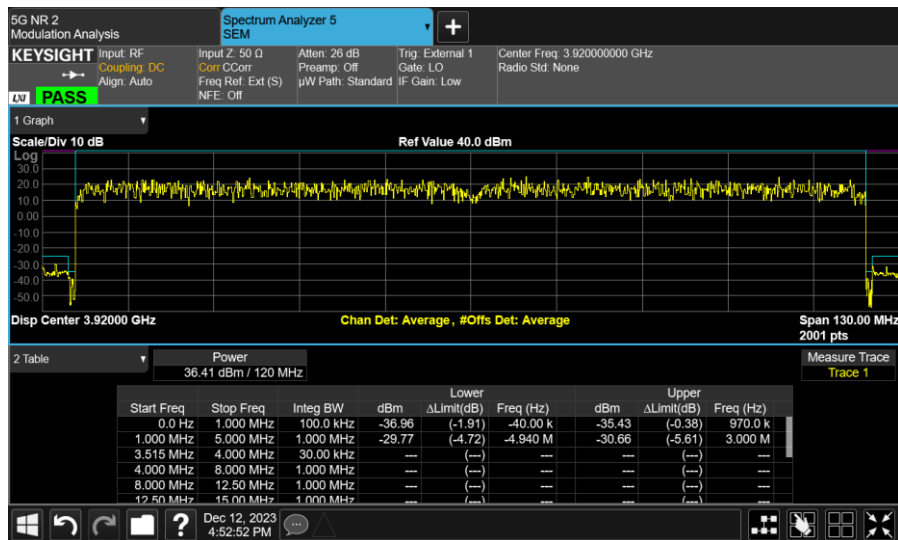 5G NR 2
Modulation Analysis
Spectrum Analyzer 5
SEM
KEYSIGHT
LXI PASS
Input: RF
Coupling: DC
Align: Auto
Input Z: 50 Ω
Corr CCorr
Freq Ref: Ext (S)
NFE: Off
Atten: 26 dB
Preamp: Off
µW Path: Standard
Trig: External 1
Gate: LO
IF Gain: Low
Center Freq: 3.920000000 GHz
Radio Std: None
1 Graph
Scale/Div 10 dB Ref Value 40.0 dBm
Log
30.0
20.0
10.0
0.00
-10.0
-20.0
-30.0
-40.0
-50.0
Disp Center 3.92000 GHz Chan Det: Average, #Offs Det: Average Span 130.00 MHz
2001 pts
2 Table
Power
36.41 dBm / 120 MHz
Measure Trace
Trace 1
Lower Upper
Start Freq Stop Freq Integ BW dBm ΔLimit(dB) Freq (Hz) dBm ΔLimit(dB) Freq (Hz)
0.0 Hz 1.000 MHz 100.0 kHz -36.96 (-1.91) -40.00 k -35.43 (-0.38) 970.0 k
1.000 MHz 5.000 MHz 1.000 MHz -29.77 (-4.72) -4.940 M -30.66 (-5.61) 3.000 M
3.515 MHz 4.000 MHz 30.00 kHz --- (---) --- --- (---) ---
4.000 MHz 8.000 MHz 1.000 MHz --- (---) --- --- (---) ---
8.000 MHz 12.50 MHz 1.000 MHz --- (---) --- --- (---) ---
12.50 MHz 15.00 MHz 1.000 MHz --- (---) --- --- (---) ---
? Dec 12, 2023
4:52:52 PM